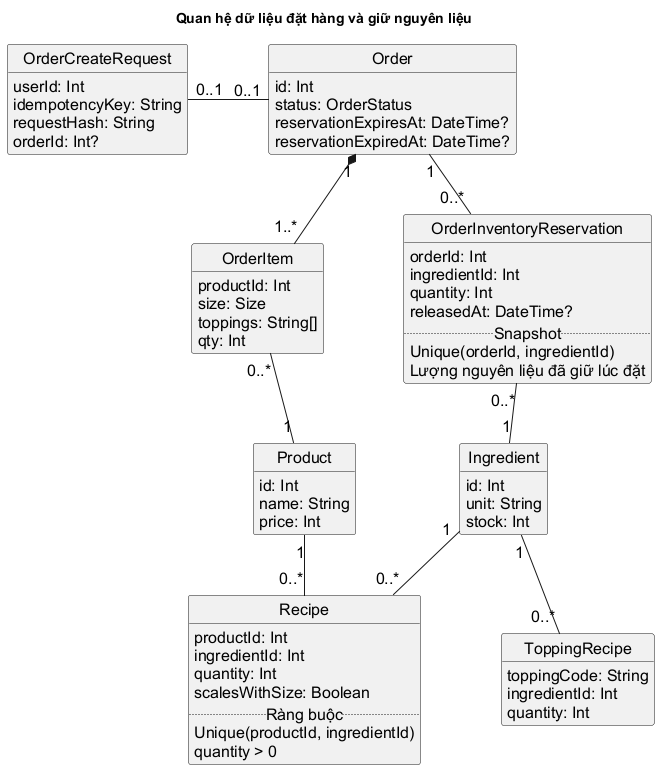 Quan hệ dữ liệu đặt hàng và giữ nguyên liệu
OrderCreateRequest
userId: Int
idempotencyKey: String
requestHash: String
orderId: Int?
0..1
0..1
Order
id: Int
status: OrderStatus
reservationExpiresAt: DateTime?
reservationExpiredAt: DateTime?
1
1..*
1
0..*
OrderItem
productId: Int
size: Size
toppings: String[]
qty: Int
OrderInventoryReservation
orderId: Int
ingredientId: Int
quantity: Int
releasedAt: DateTime?
Snapshot
Unique(orderId, ingredientId)
Lượng nguyên liệu đã giữ lúc đặt
0..*
1
0..*
1
Product
id: Int
name: String
price: Int
Ingredient
id: Int
unit: String
stock: Int
1
0..*
1
0..*
1
0..*
Recipe
productId: Int
ingredientId: Int
quantity: Int
scalesWithSize: Boolean
Ràng buộc
Unique(productId, ingredientId)
quantity > 0
ToppingRecipe
toppingCode: String
ingredientId: Int
quantity: Int